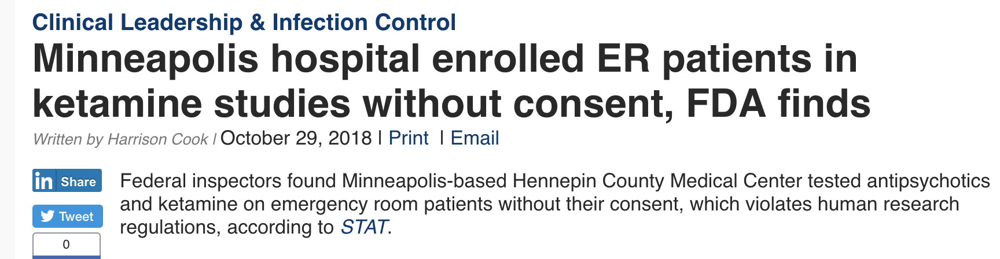 Clinical Leadership & Infection Control
Minneapolis hospital enrolled ER patients in
ketamine studies without consent, FDA finds
Written by Harrison Cook | October 29, 2018 | Print | Email
in Share
Federal inspectors found Minneapolis-based Hennepin County Medical Center tested antipsychotics
and ketamine on emergency room patients without their consent, which violates human research
regulations, according to STAT.
Tweet
0